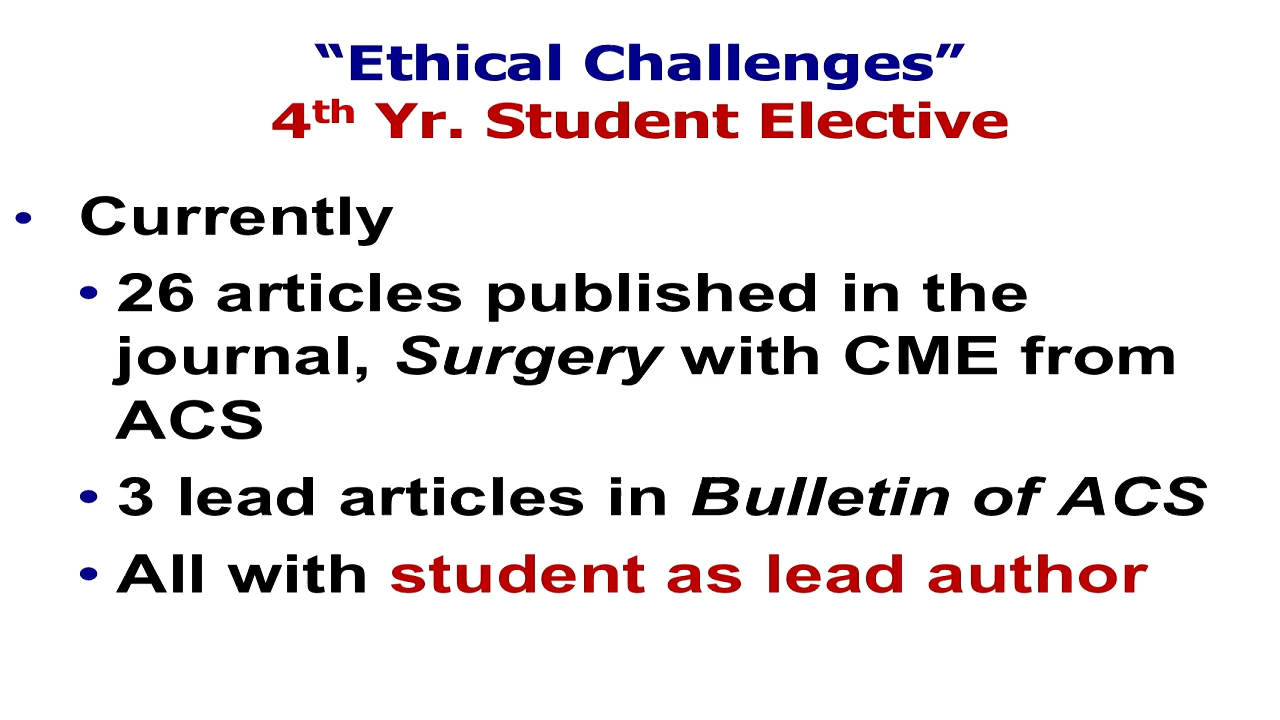 “Ethical Challenges”
4th Yr. Student Elective
• Currently
• 26 articles published in the
journal, Surgery with CME from
ACS
• 3 lead articles in Bulletin of ACS
• All with student as lead author